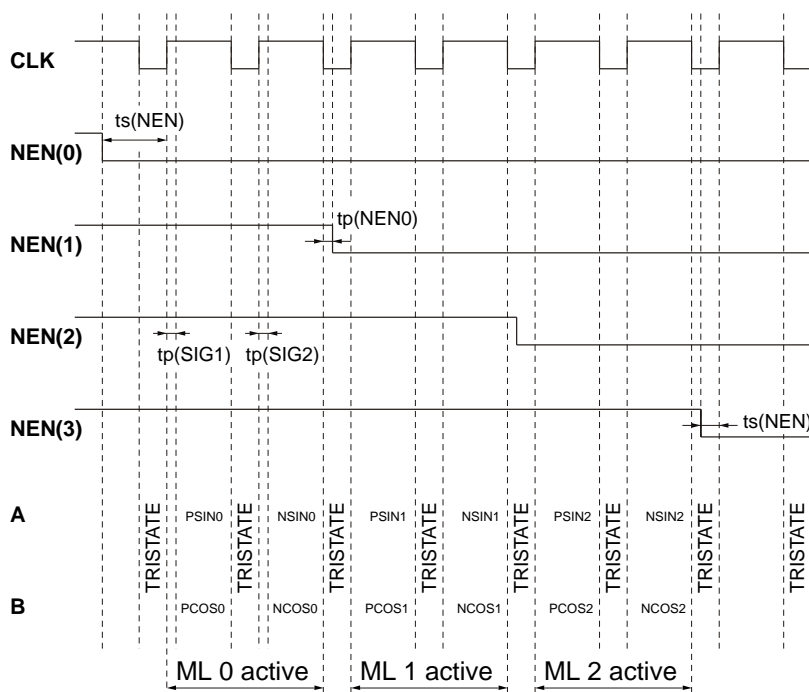 CLK
ts(NEN)
NEN(0)
tp(NEN0)
NEN(1)
NEN(2)
tp(SIG1) tp(SIG2)
NEN(3) ts(NEN)
A TRISTATE PSIN0 TRISTATE NSIN0 TRISTATE PSIN1 TRISTATE NSIN1 TRISTATE PSIN2 TRISTATE NSIN2 TRISTATE TRISTATE
B PCOS0 NCOS0 PCOS1 NCOS1 PCOS2 NCOS2
ML 0 active ML 1 active ML 2 active